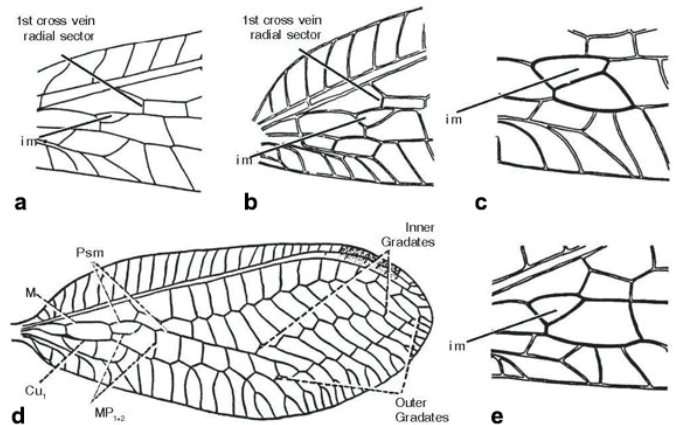 1st cross vein
radial sector
im
a
1st cross vein
radial sector
im
b
im
c
Psm
M
Cu₁
MP₁₊₂
Inner
Gradates
Outer
Gradates
d
im
e